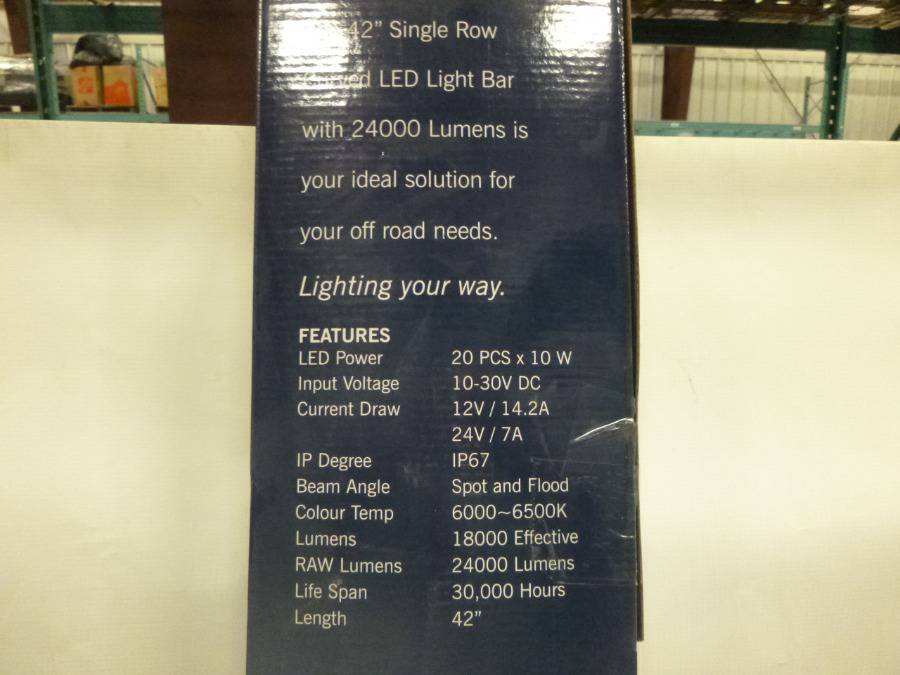 42” Single Row
Curved LED Light Bar
with 24000 Lumens is
your ideal solution for
your off road needs.
Lighting your way.
FEATURES
LED Power 20 PCS x 10 W
Input Voltage 10-30V DC
Current Draw 12V / 14.2A
24V / 7A
IP Degree IP67
Beam Angle Spot and Flood
Colour Temp 6000~6500K
Lumens 18000 Effective
RAW Lumens 24000 Lumens
Life Span 30,000 Hours
Length 42”